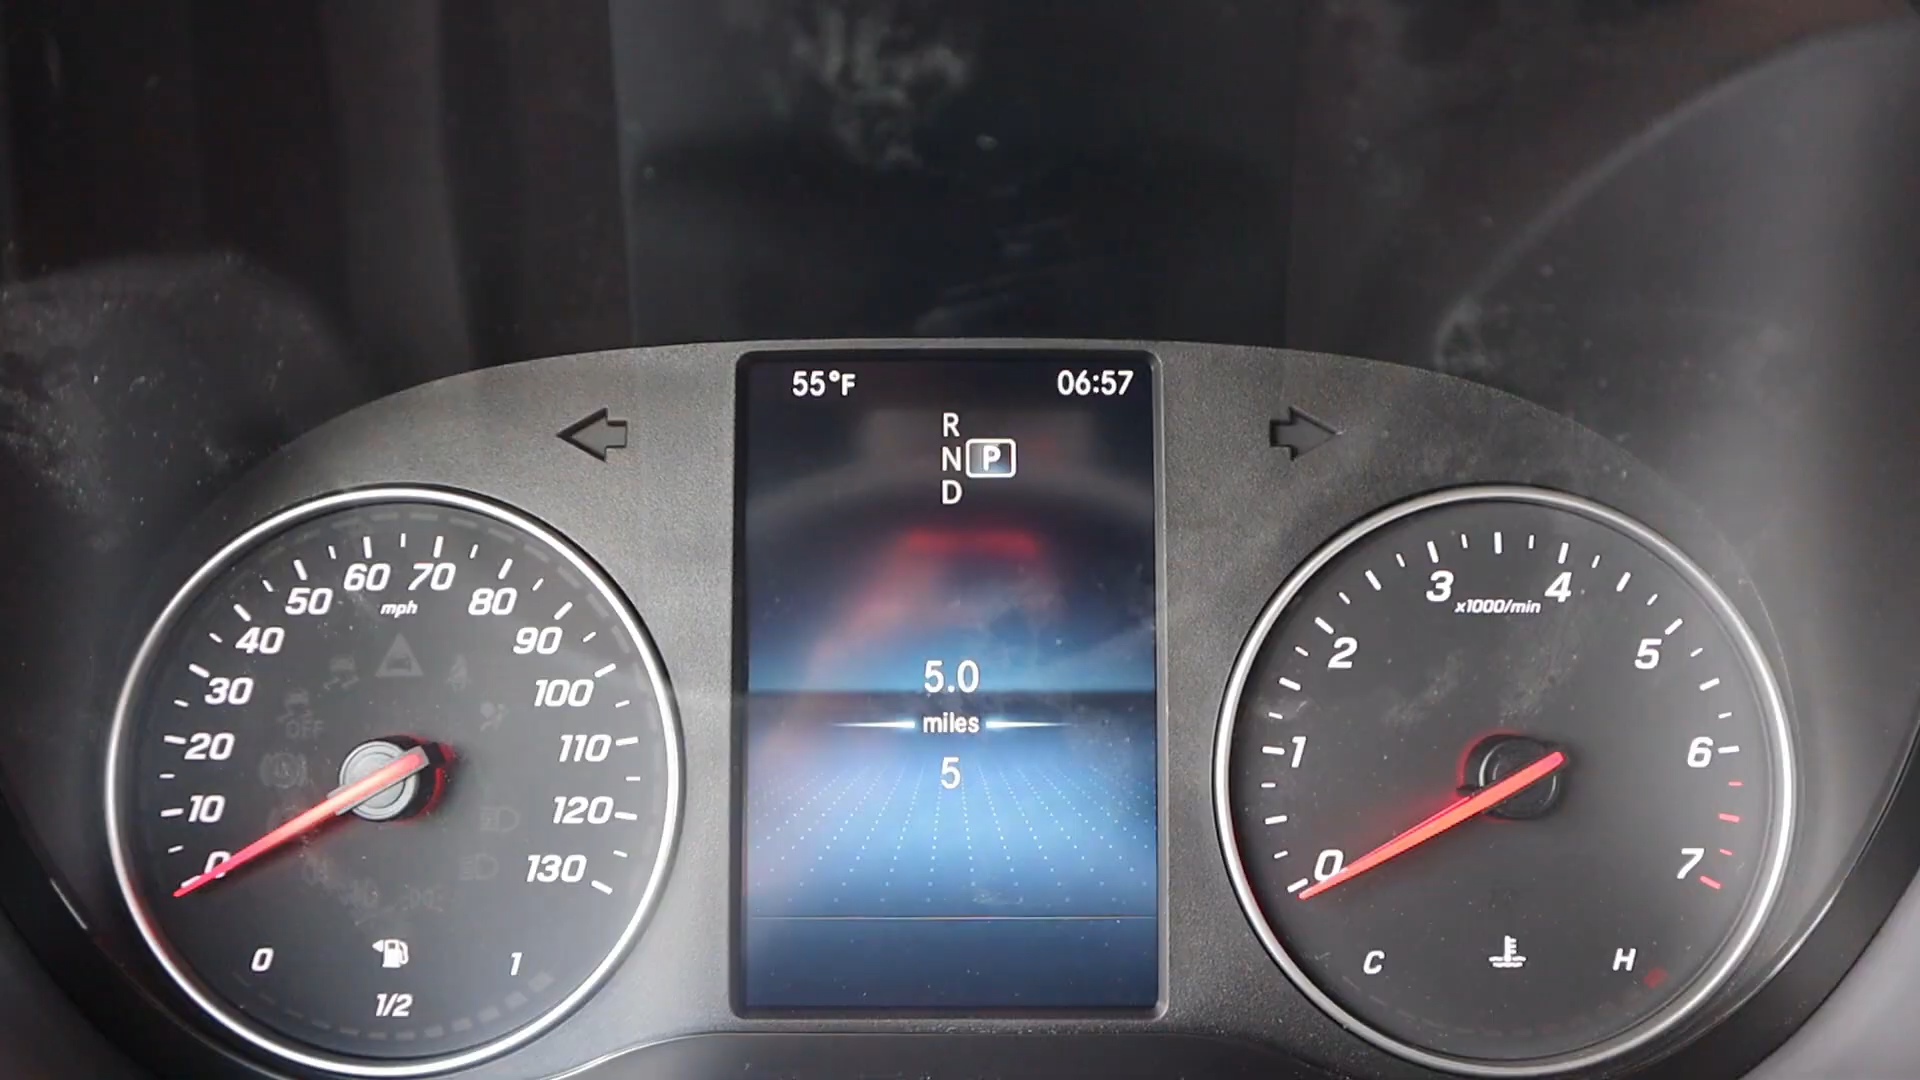 55°F 06:57
R
N P
D
5.0
miles
5
0 10 20 30 40 50 60 70 80 90 100 110 120 130
mph
OFF
0 1/2 1
0 1 2 3 4 5 6 7
x1000/min
C H